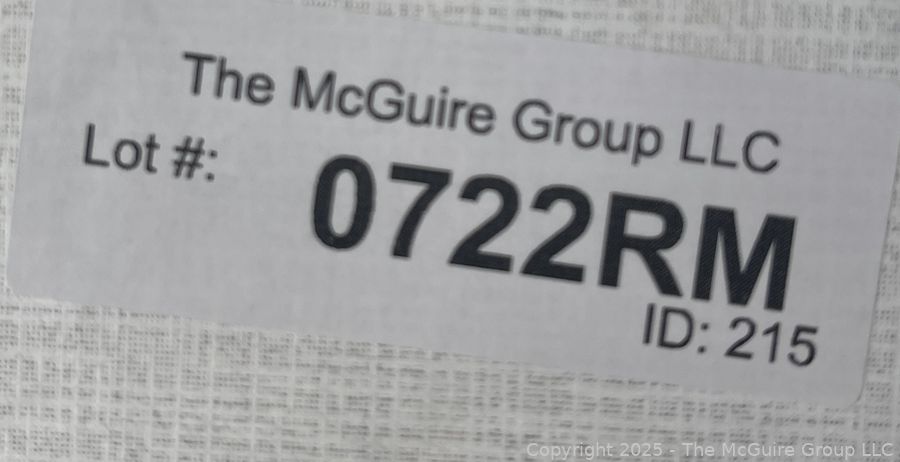 The McGuire Group LLC
Lot #:
0722RM
ID: 215
Copyright 2025 - The McGuire Group LLC